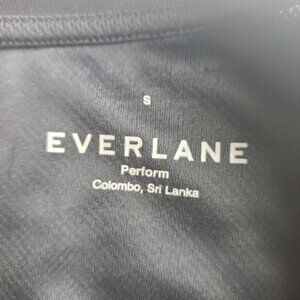 S
EVERLANE
Perform
Colombo, Sri Lanka